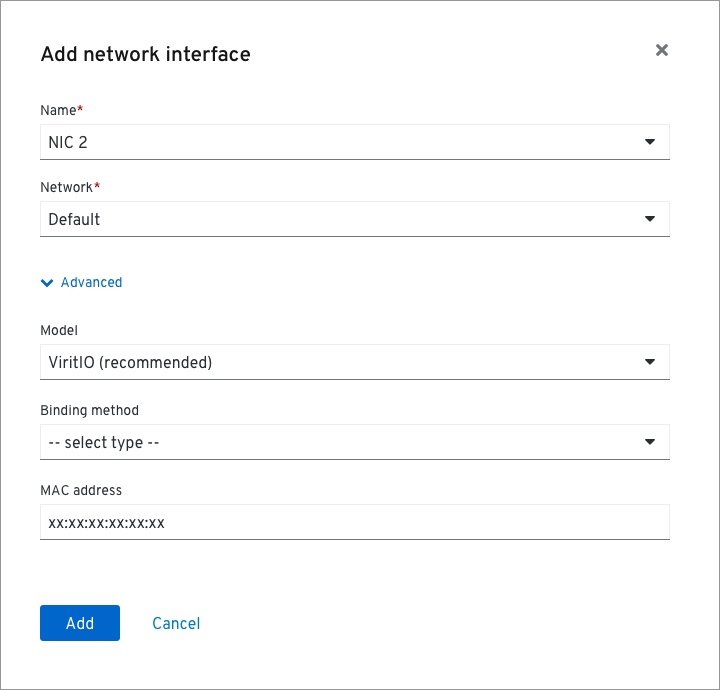 Add network interface
Name*
NIC 2
Network*
Default
Advanced
Model
ViritIO (recommended)
Binding method
-- select type --
MAC address
xx:xx:xx:xx:xx:xx
Add Cancel